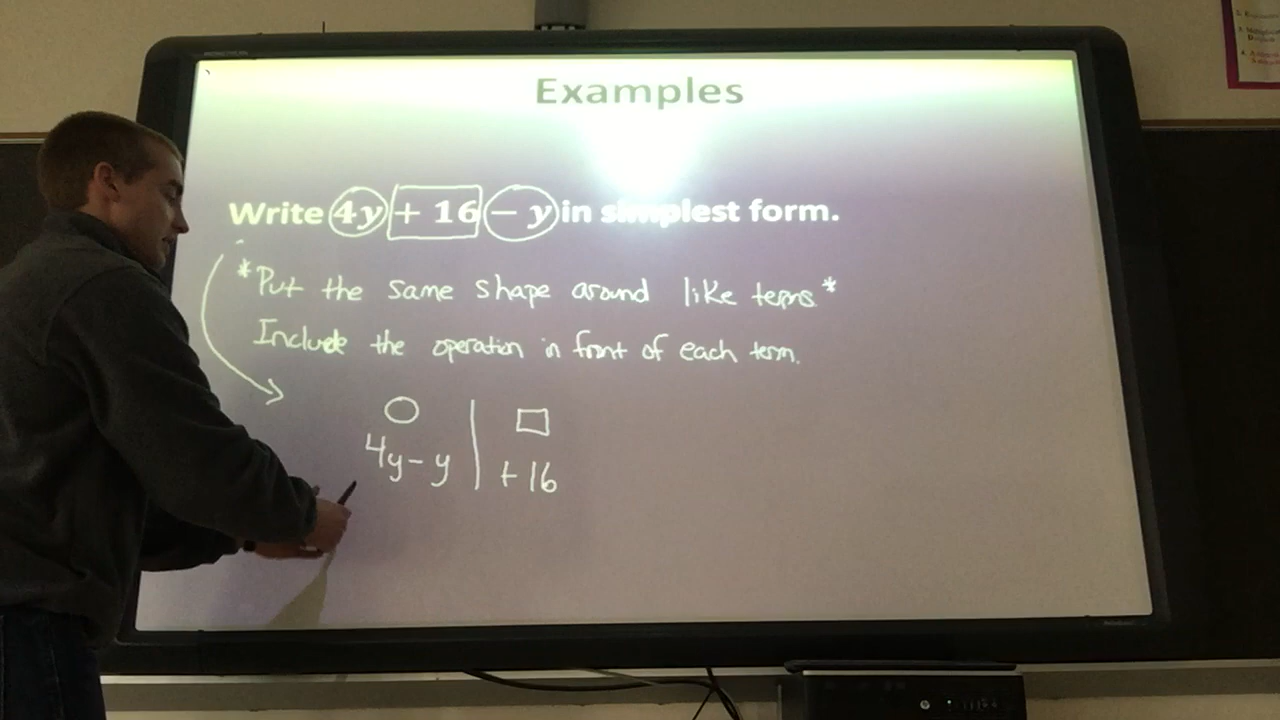 Examples
Write 4y + 16 − y in simplest form.
*Put the same shape around like terms*
Include the operation in front of each term.
4y − y | + 16